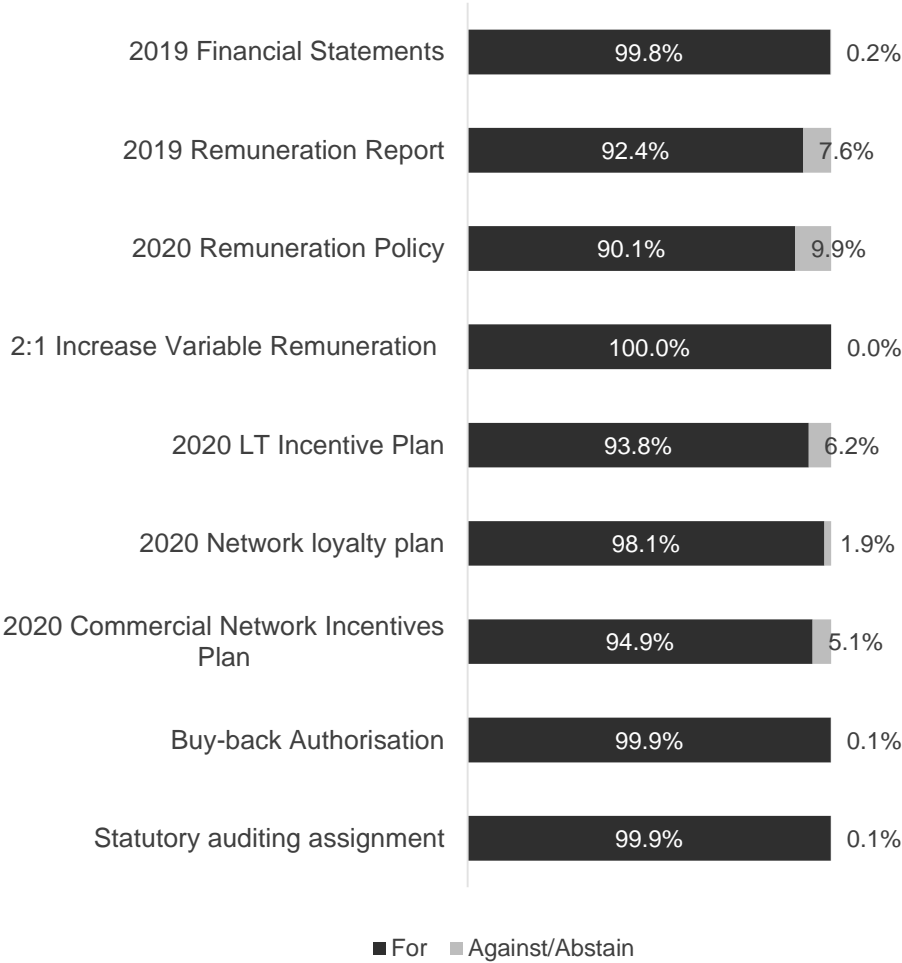 2019 Financial Statements 99.8% 0.2%
2019 Remuneration Report 92.4% 7.6%
2020 Remuneration Policy 90.1% 9.9%
2:1 Increase Variable Remuneration 100.0% 0.0%
2020 LT Incentive Plan 93.8% 6.2%
2020 Network loyalty plan 98.1% 1.9%
2020 Commercial Network Incentives
Plan 94.9% 5.1%
Buy-back Authorisation 99.9% 0.1%
Statutory auditing assignment 99.9% 0.1%
For Against/Abstain